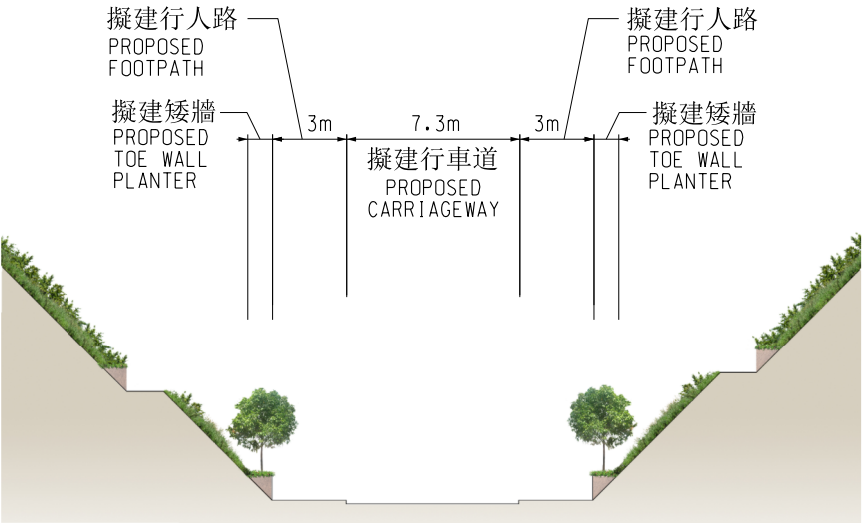 擬建行人路
PROPOSED
FOOTPATH
擬建行人路
PROPOSED
FOOTPATH
擬建矮牆
PROPOSED
TOE WALL
PLANTER
3m
7.3m
3m
擬建行車道
PROPOSED
CARRIAGEWAY
擬建矮牆
PROPOSED
TOE WALL
PLANTER